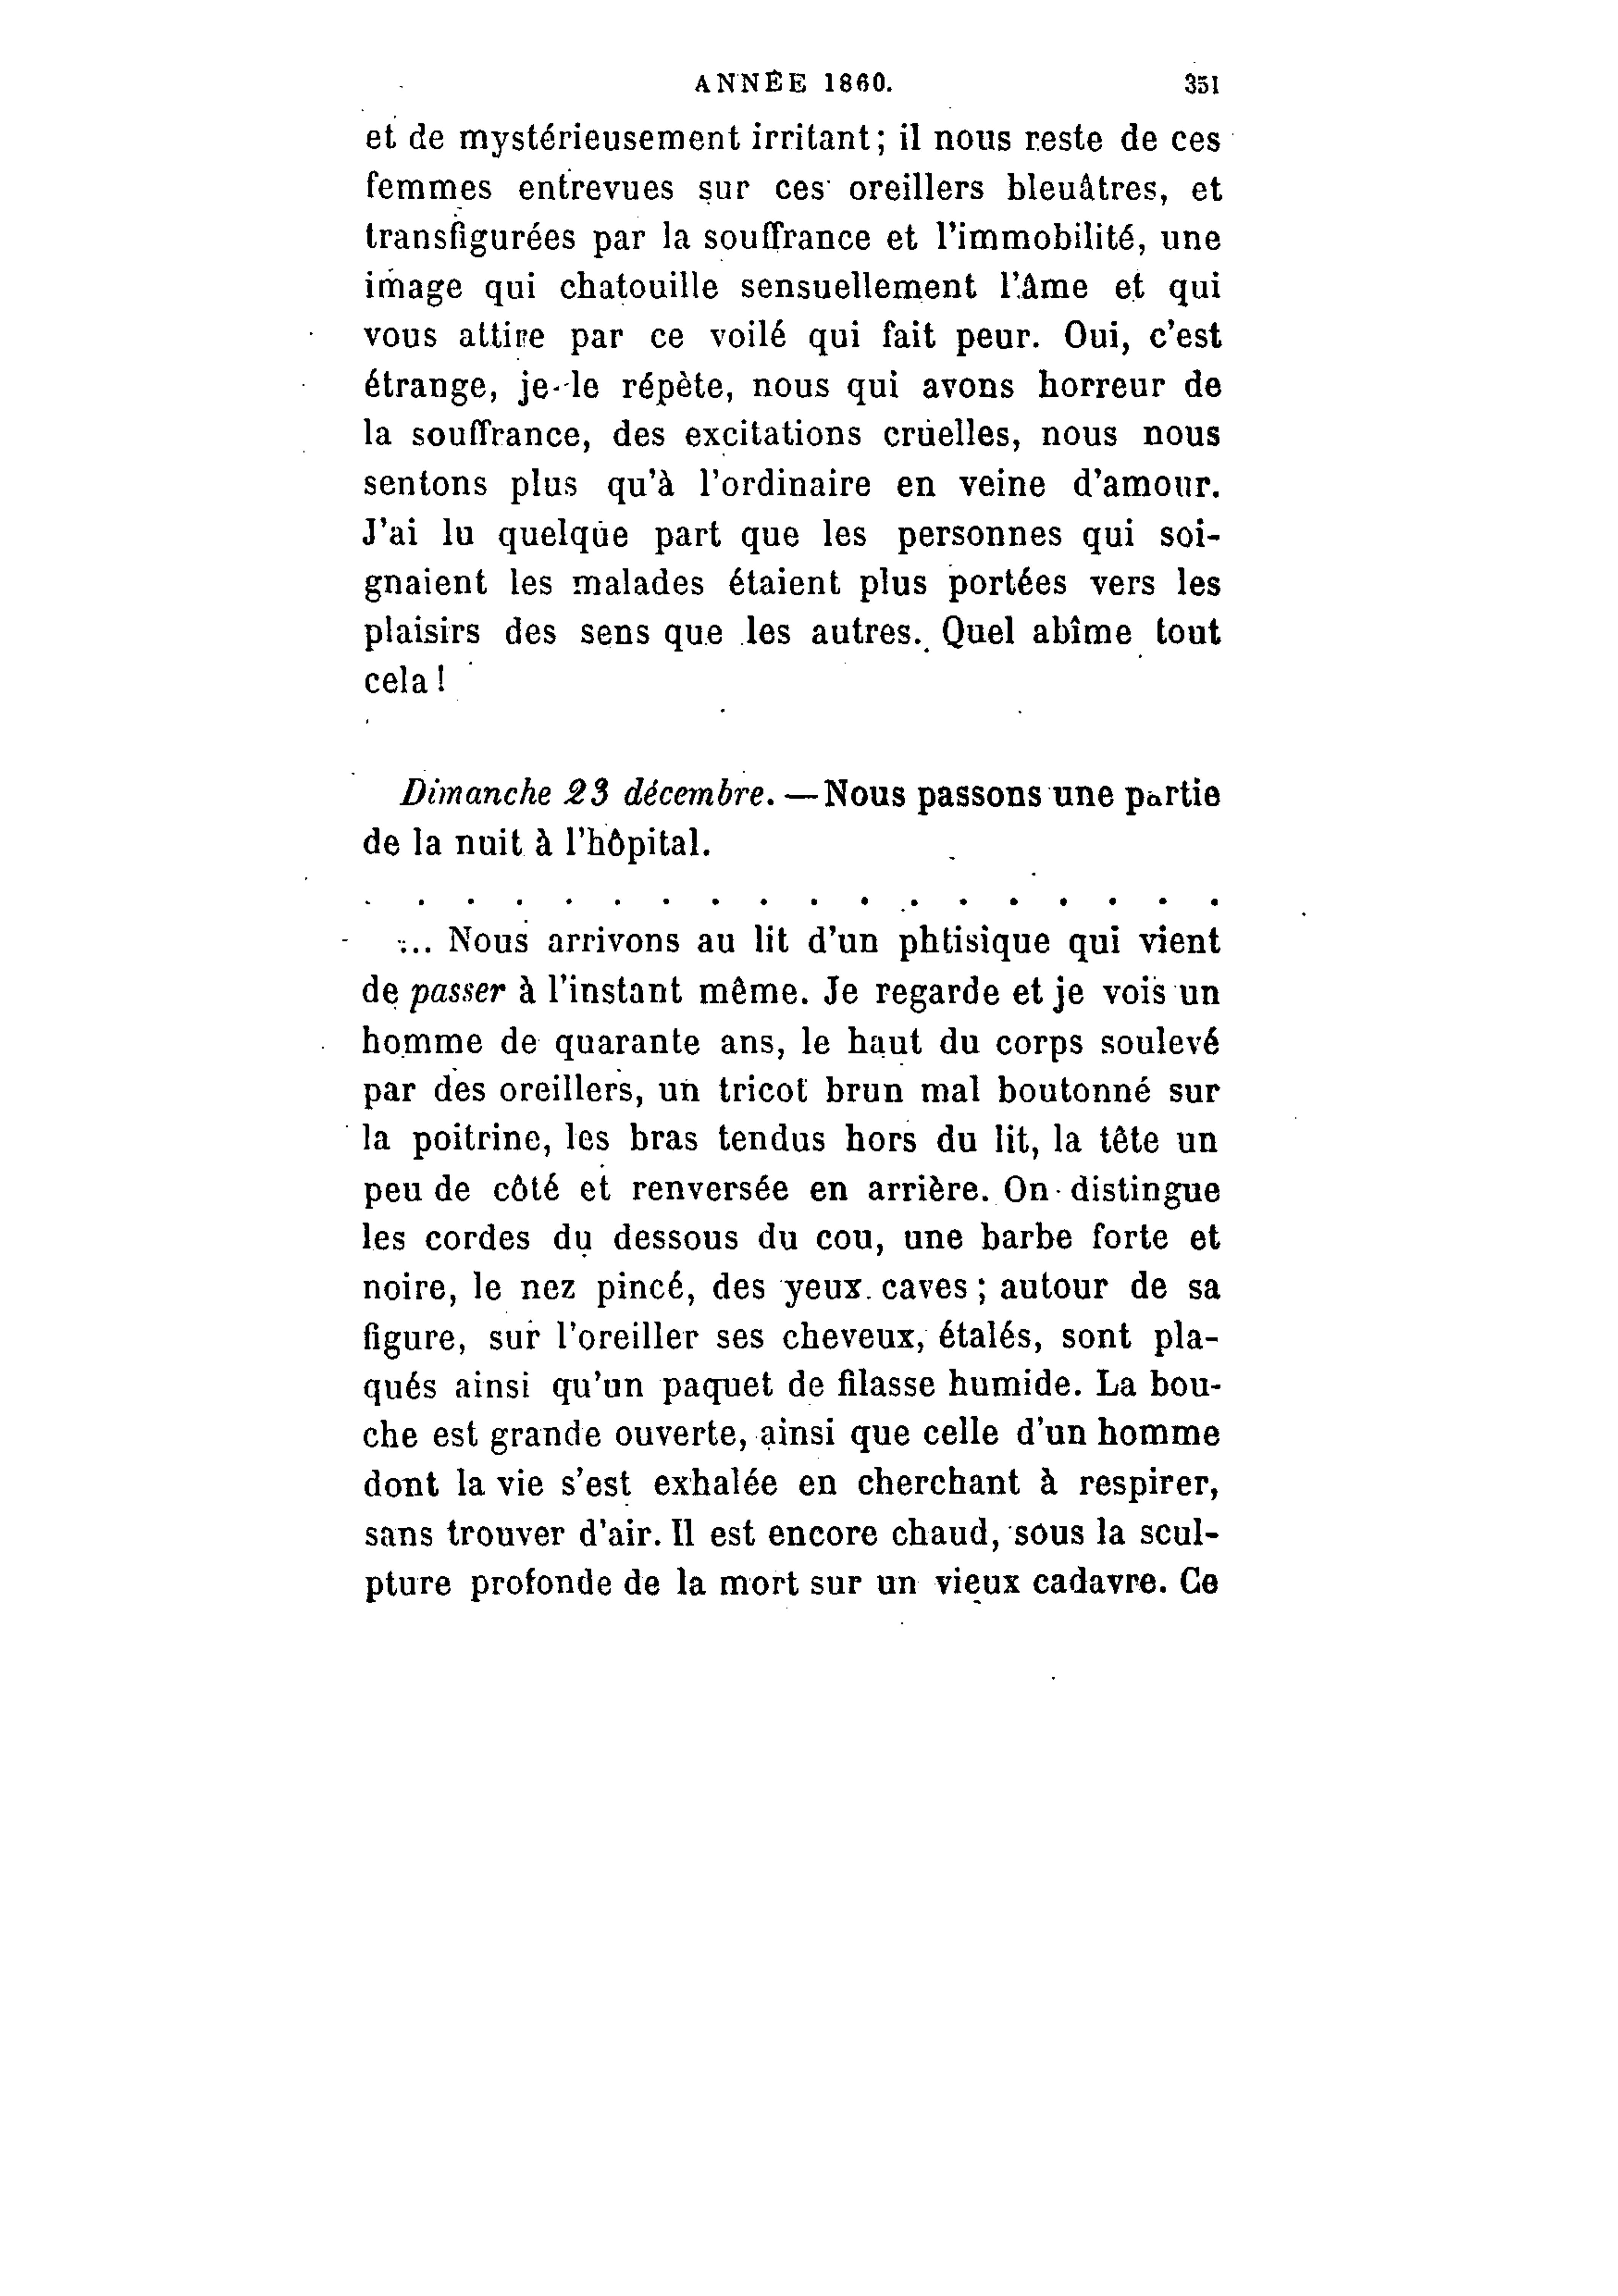 ANNÉE 1860. 351
et de mystérieusement irritant; il nous reste de ces
femmes entrevues sur ces oreillers bleuâtres, et
transfigurées par la souffrance et l'immobilité, une
image qui chatouille sensuellement l'âme et qui
vous attire par ce voilé qui fait peur. Oui, c'est
étrange, je le répète, nous qui avons horreur de
la souffrance, des excitations cruelles, nous nous
sentons plus qu'à l'ordinaire en veine d'amour.
J'ai lu quelque part que les personnes qui soi-
gnaient les malades étaient plus portées vers les
plaisirs des sens que les autres. Quel abîme tout
cela!
Dimanche 23 décembre. — Nous passons une partie
de la nuit à l'hôpital.
. . . . . . . . . . . . . . . . . .
... Nous arrivons au lit d'un phtisique qui vient
de passer à l'instant même. Je regarde et je vois un
homme de quarante ans, le haut du corps soulevé
par des oreillers, un tricot brun mal boutonné sur
la poitrine, les bras tendus hors du lit, la tête un
peu de côté et renversée en arrière. On distingue
les cordes du dessous du cou, une barbe forte et
noire, le nez pincé, des yeux caves; autour de sa
figure, sur l'oreiller ses cheveux, étalés, sont pla-
qués ainsi qu'un paquet de filasse humide. La bou-
che est grande ouverte, ainsi que celle d'un homme
dont la vie s'est exhalée en cherchant à respirer,
sans trouver d'air. Il est encore chaud, sous la scul-
pture profonde de la mort sur un vieux cadavre. Ce